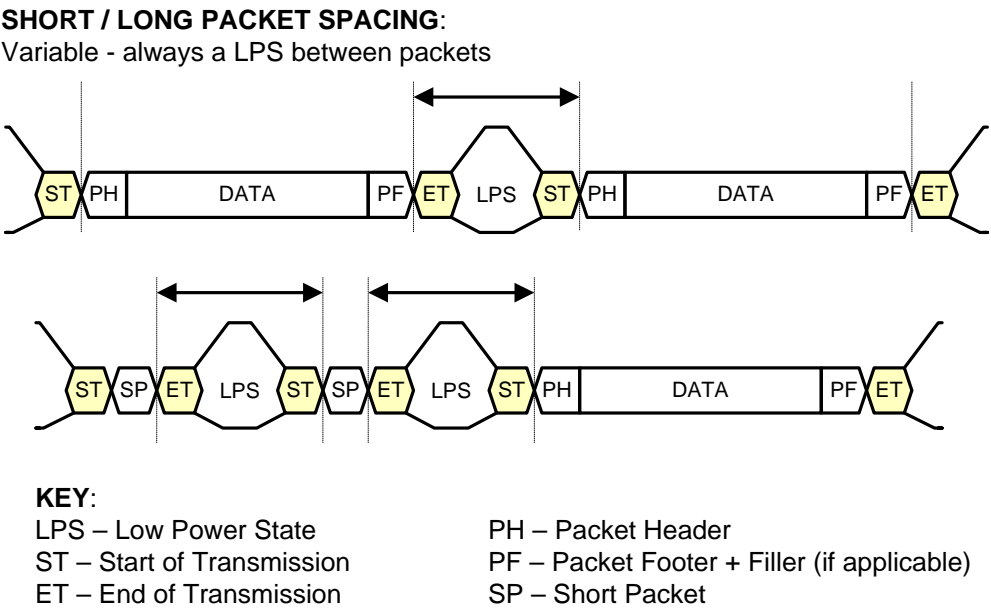 SHORT / LONG PACKET SPACING:
Variable - always a LPS between packets
ST PH DATA PF ET LPS ST PH DATA PF ET
ST SP ET LPS ST SP ET LPS ST PH DATA PF ET
KEY:
LPS – Low Power State PH – Packet Header
ST – Start of Transmission PF – Packet Footer + Filler (if applicable)
ET – End of Transmission SP – Short Packet